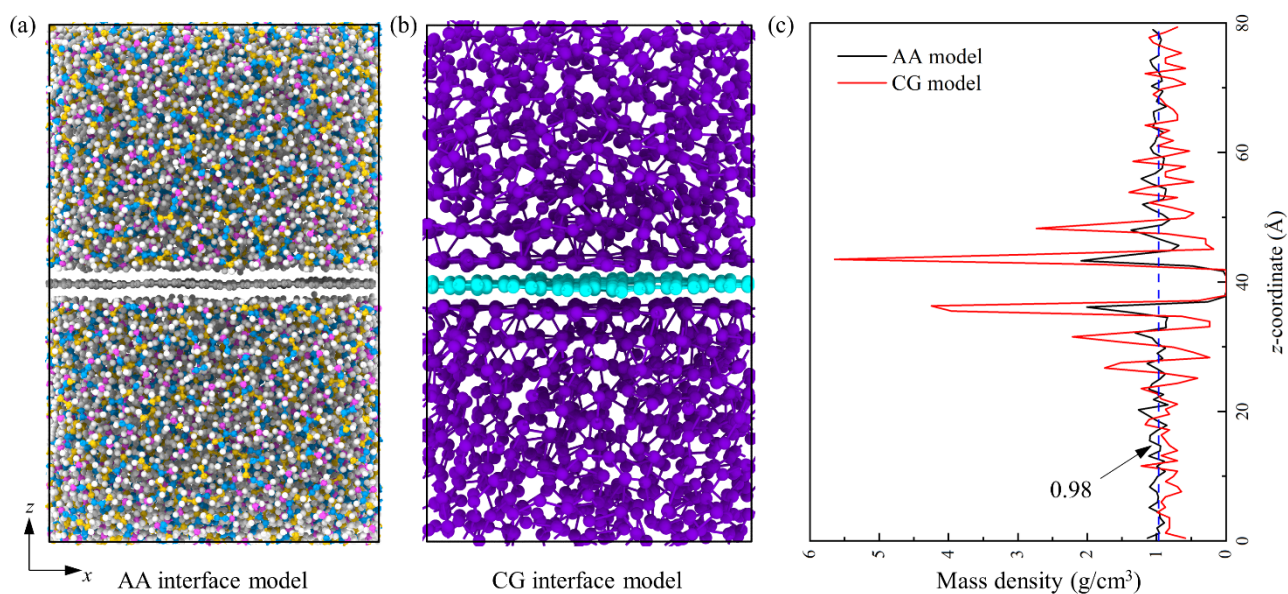 (a)
z
x
AA interface model
(b)
CG interface model
(c)
AA model
CG model
0.98
80
60
40
20
0
z-coordinate (Å)
6 5 4 3 2 1 0
Mass density (g/cm³)